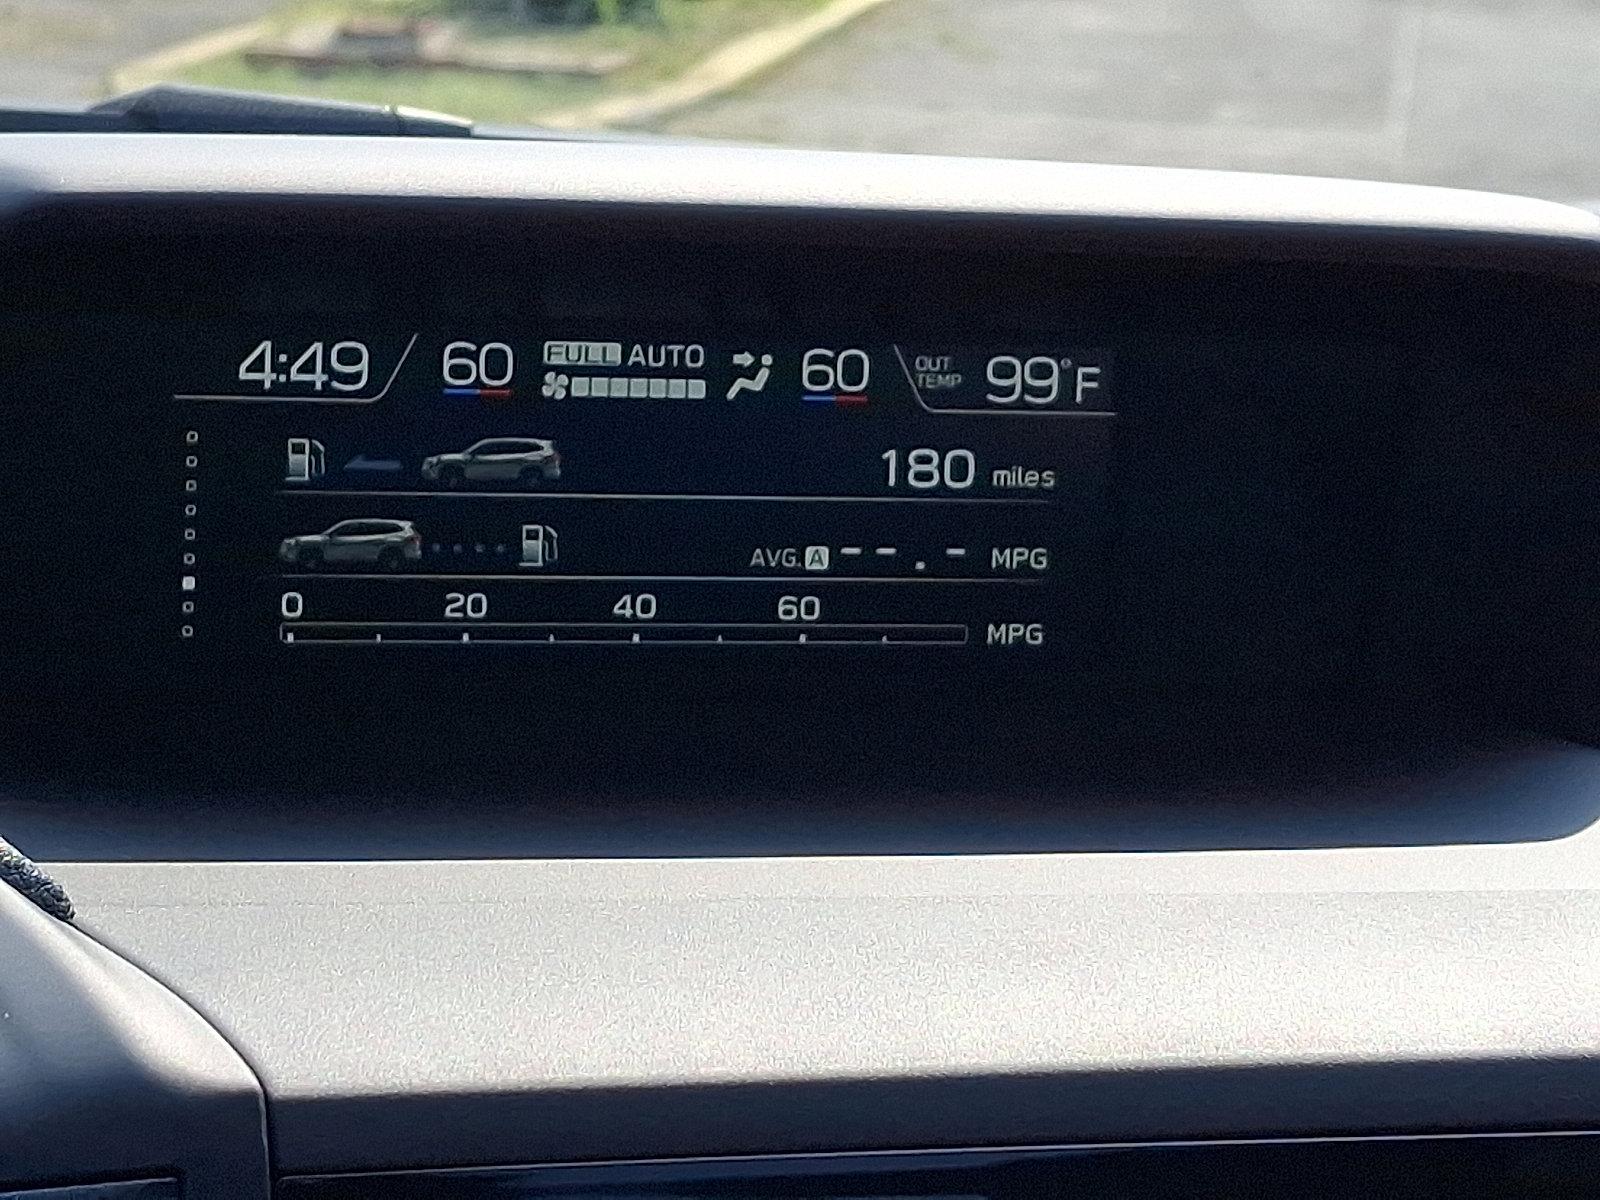 4:49 60 FULL AUTO 60 OUT TEMP 99°F
180 miles
AVG. A --.- MPG
0 20 40 60
MPG